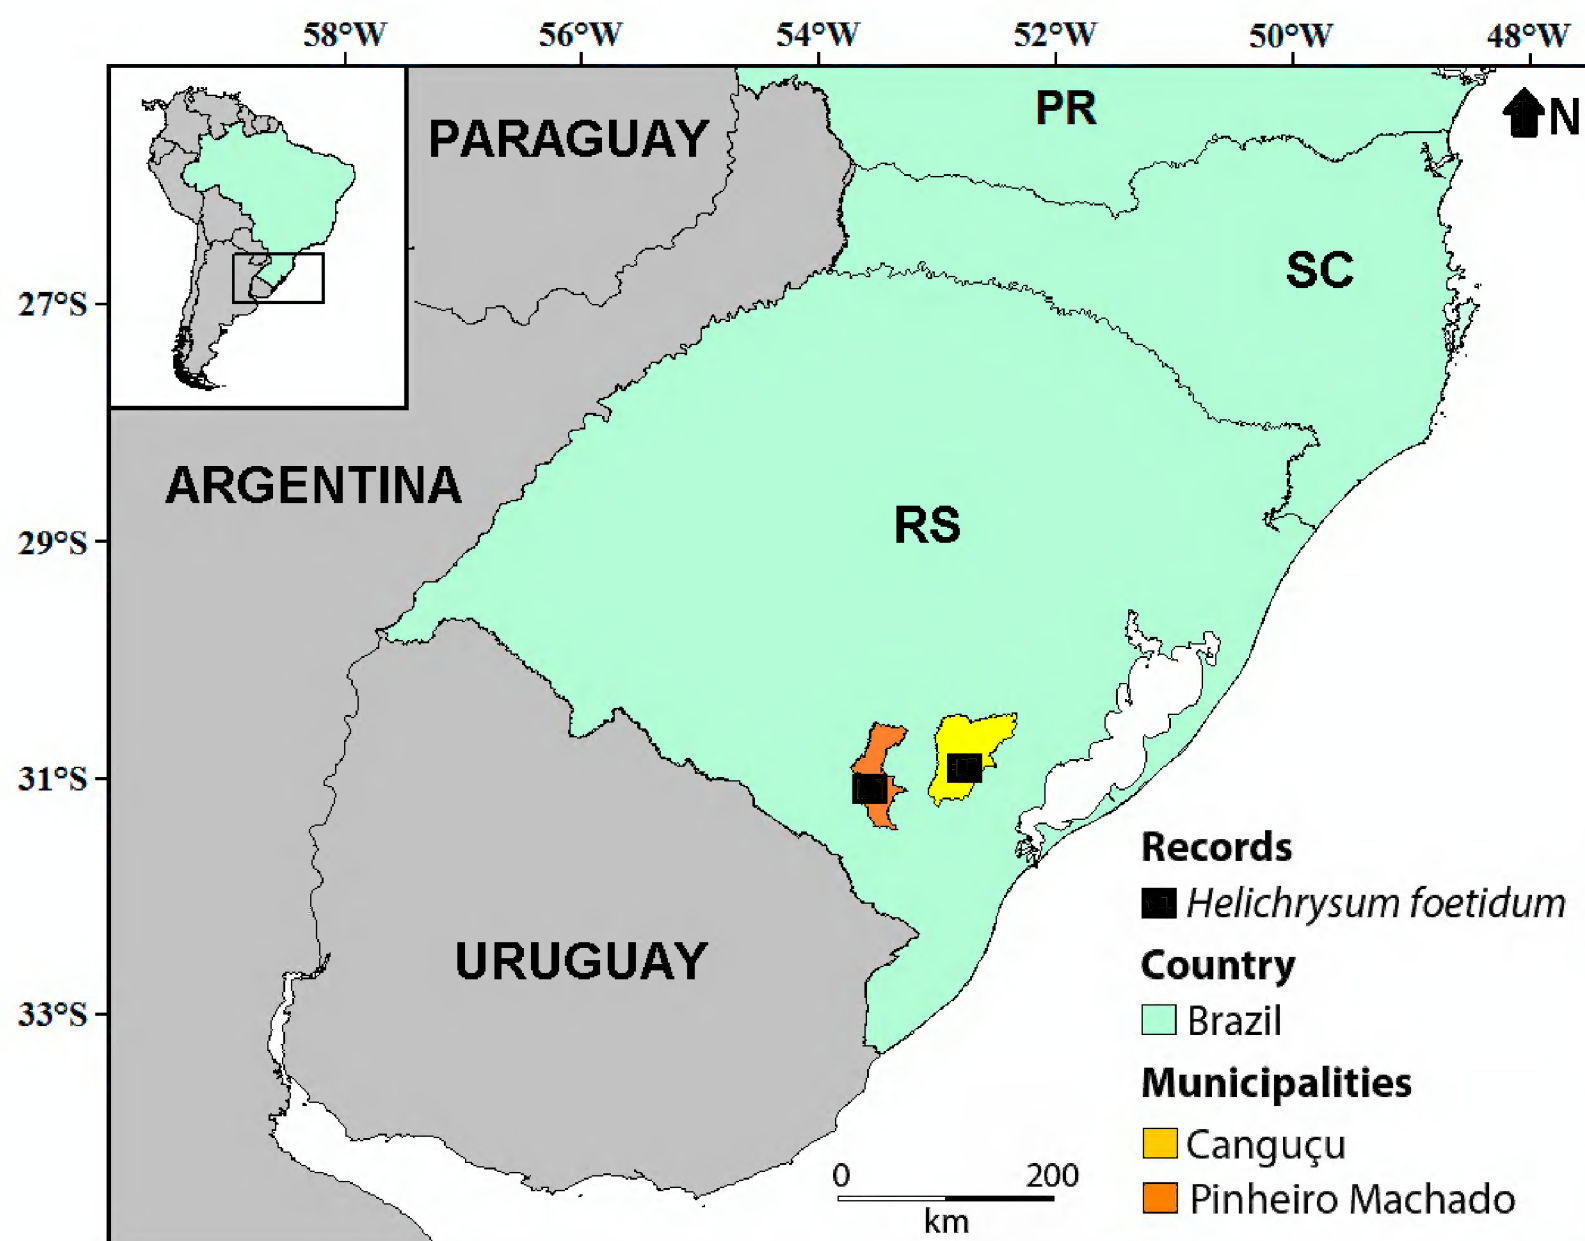 58°W 56°W 54°W 52°W 50°W 48°W
PR
N
PARAGUAY
SC
27°S
ARGENTINA
RS
29°S
31°S
Records
Helichrysum foetidum
URUGUAY
Country
33°S
Brazil
Municipalities
Canguçu
0 200
km
Pinheiro Machado